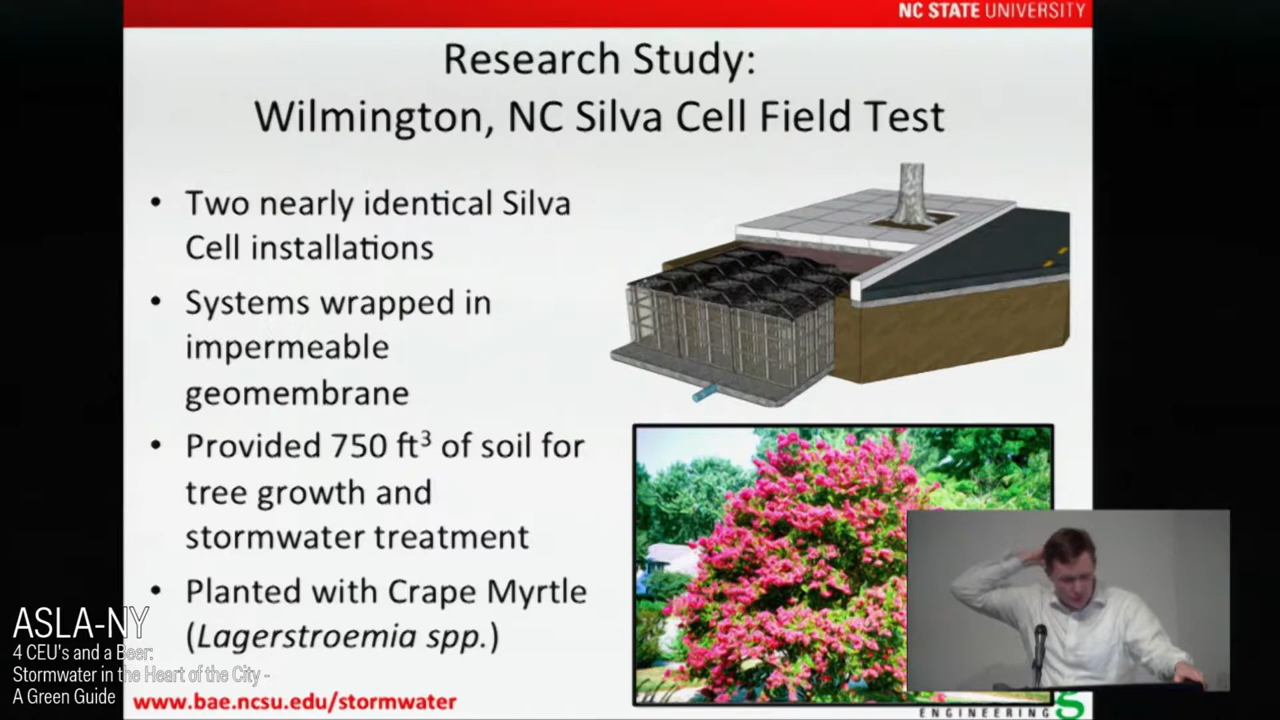 NC STATE UNIVERSITY
Research Study:
Wilmington, NC Silva Cell Field Test
• Two nearly identical Silva
Cell installations
• Systems wrapped in
impermeable
geomembrane
• Provided 750 ft³ of soil for
tree growth and
stormwater treatment
• Planted with Crape Myrtle
(Lagerstroemia spp.)
ASLA-NY
4 CEU's and a Beer:
Stormwater in the Heart of the City -
A Green Guide
www.bae.ncsu.edu/stormwater
ENGINEERING